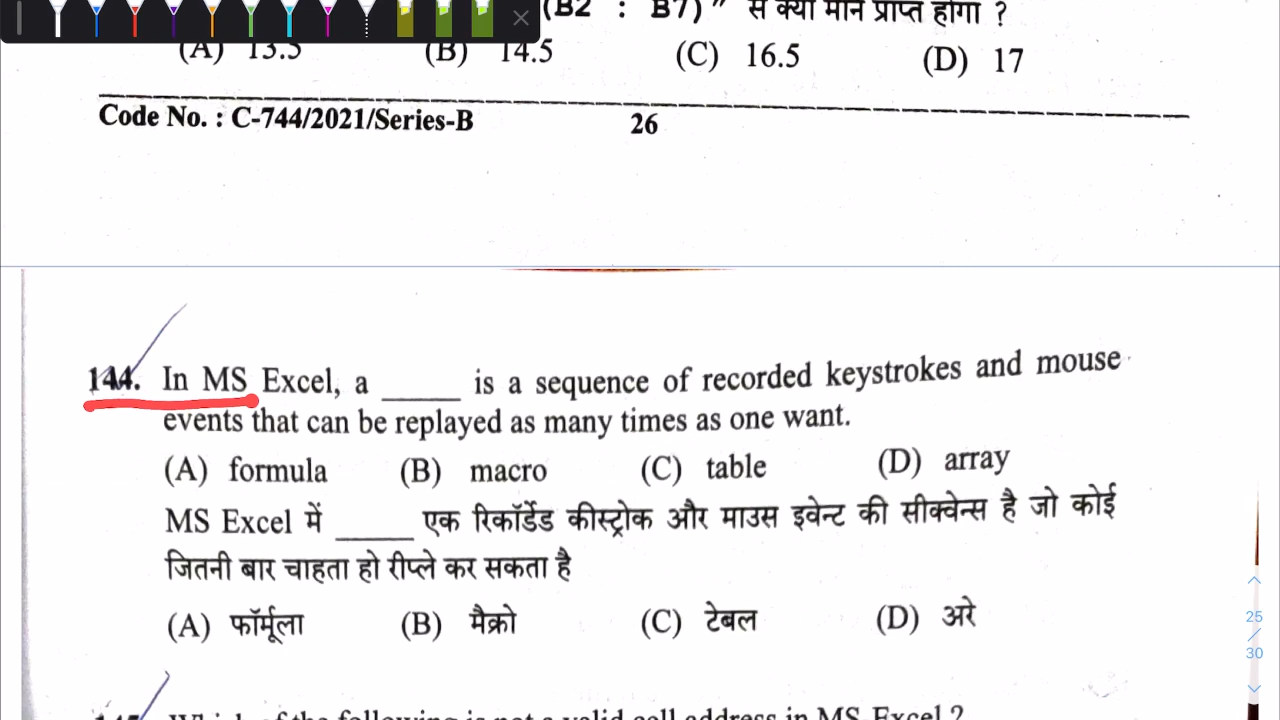 (B2 : B7)" से क्या मान प्राप्त होगा ?
(A) 13.5 (B) 14.5 (C) 16.5 (D) 17
Code No. : C-744/2021/Series-B 26
144. In MS Excel, a _____ is a sequence of recorded keystrokes and mouse
events that can be replayed as many times as one want.
(A) formula (B) macro (C) table (D) array
MS Excel में _____ एक रिकॉर्डेड कीस्ट्रोक और माउस इवेन्ट की सीक्वेन्स है जो कोई
जितनी बार चाहता हो रीप्ले कर सकता है
(A) फॉर्मूला (B) मैक्रो (C) टेबल (D) अरे
25
/
30
145. Which of the following is not a valid cell address in MS Excel ?